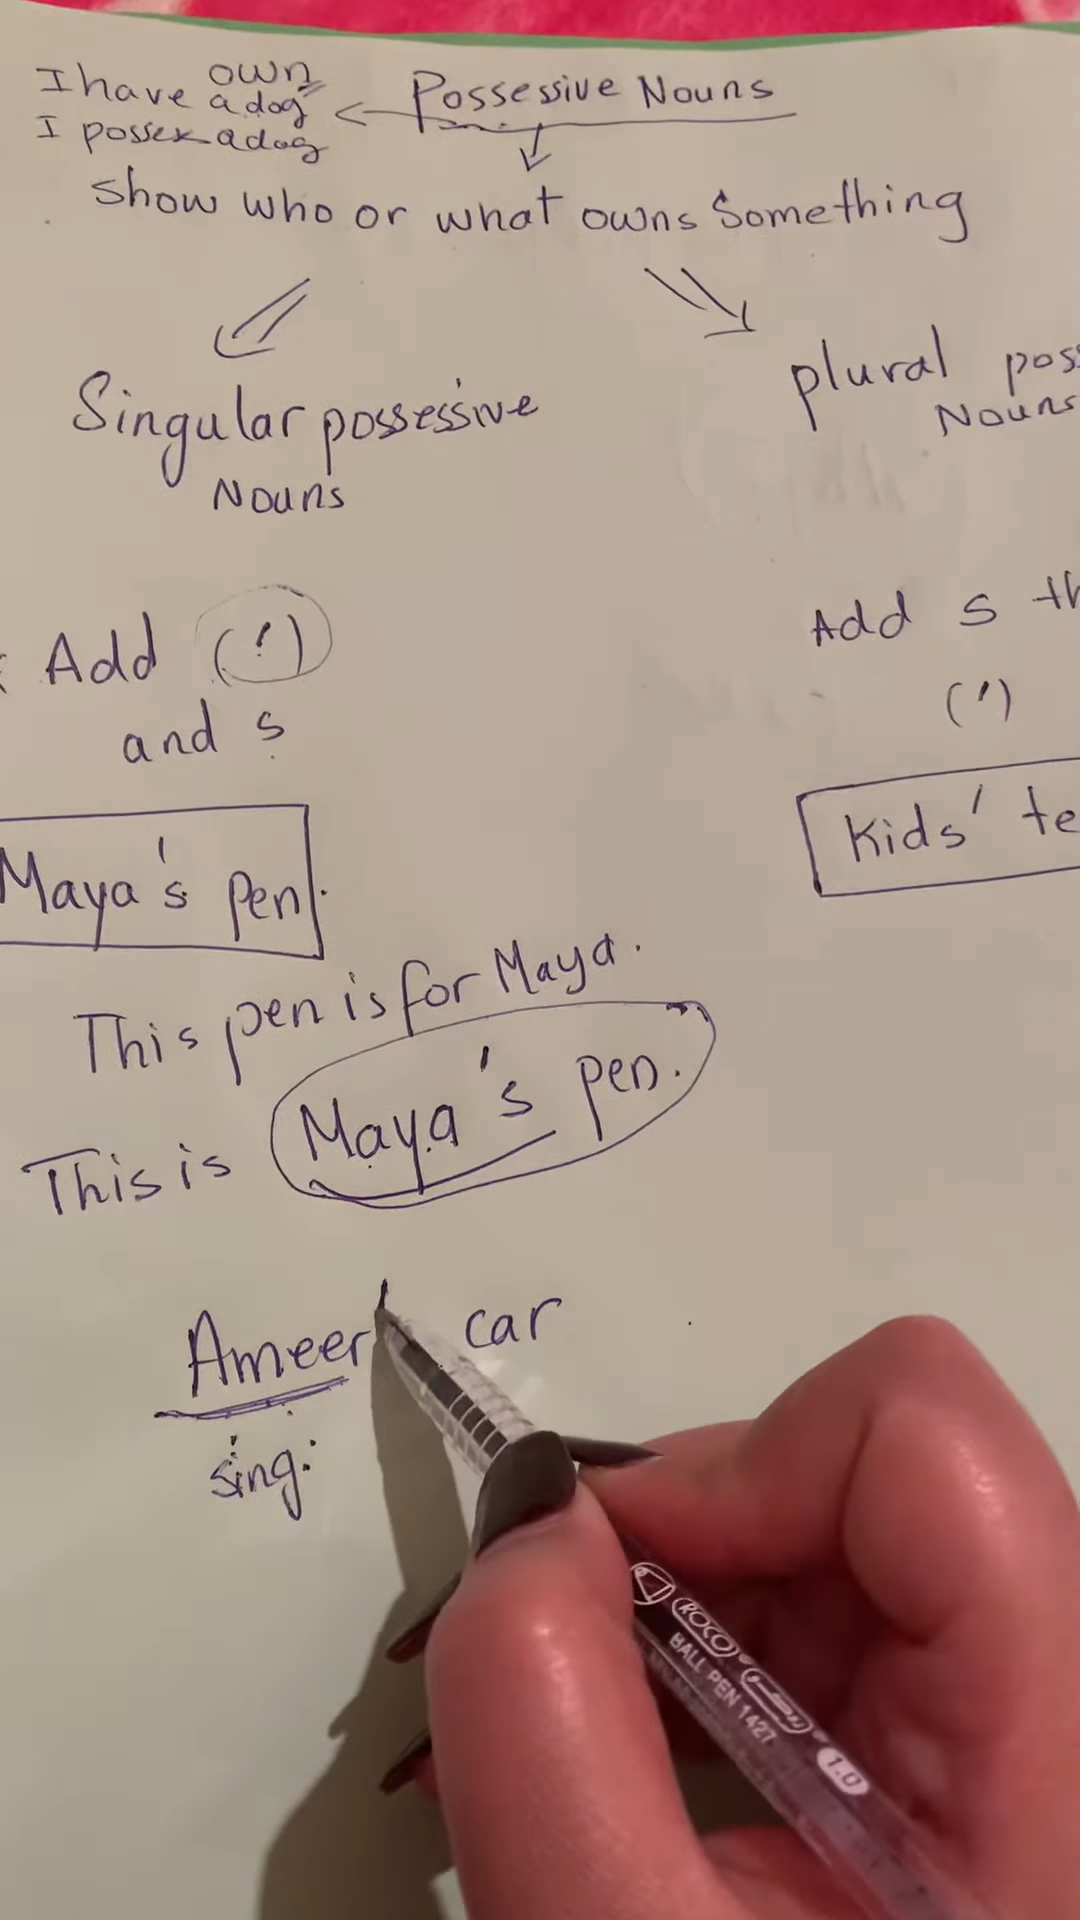 I have own
a dog
I possess a dog
Possessive Nouns
show who or what owns something
Singular possessive
Nouns
plural pos
Nouns
Add (')
and s
Add s th
(')
Maya's pen.
Kids' te
This pen is for Maya.
This is Maya's pen.
Ameer' car
sing.
ROCO
BALL PEN 1427
1.0